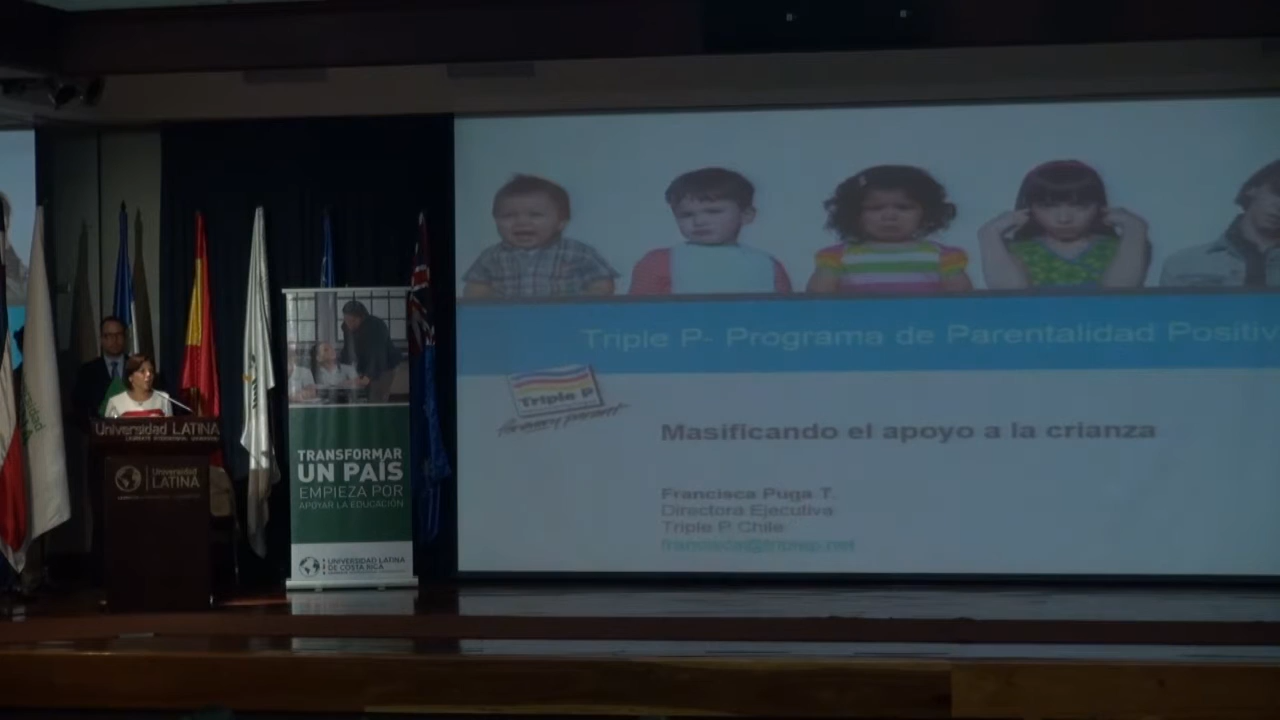 Triple P- Programa de Parentalidad Positiv
Triple P
Masificando el apoyo a la crianza
Francisca Puga T.
Directora Ejecutiva
Triple P Chile
Universidad LATINA
Universidad
LATINA
TRANSFORMAR
UN PAÍS
EMPIEZA POR
APOYAR LA EDUCACIÓN
UNIVERSIDAD LATINA
DE COSTA RICA